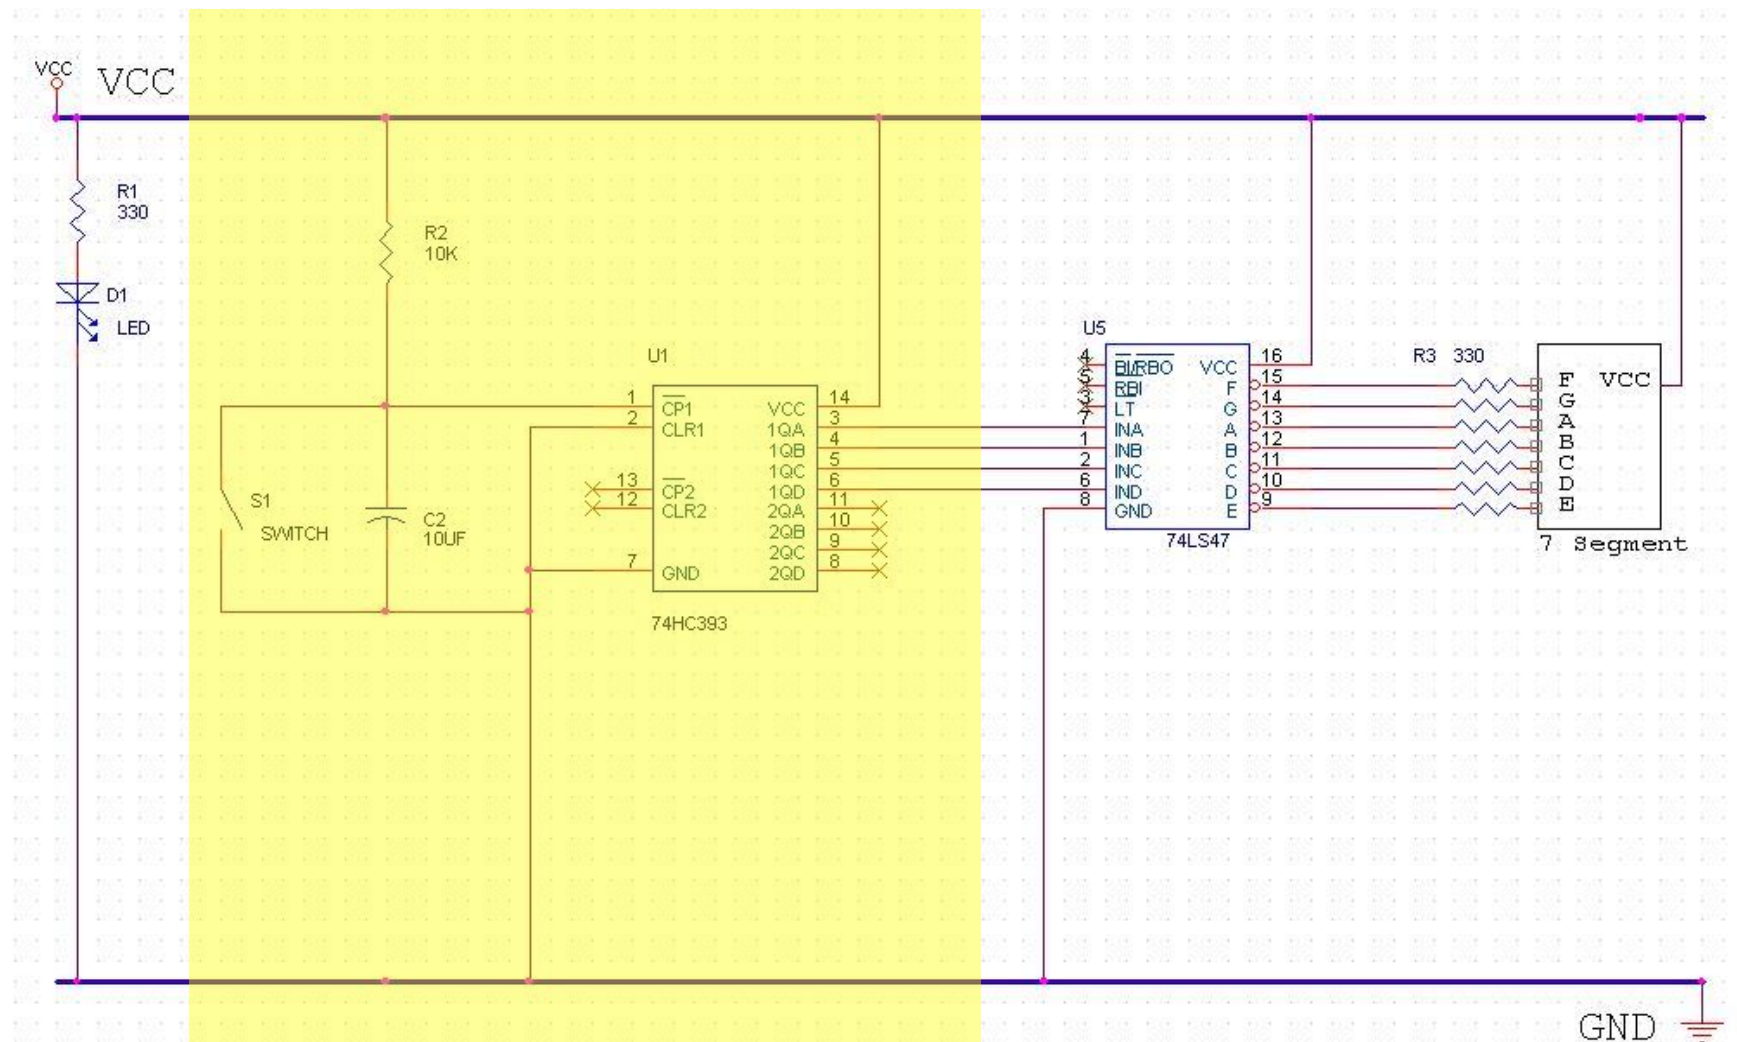 VCC
VCC
R1
330
D1
LED
R2
10K
S1
SWITCH
C2
10UF
U1
1 CP1 VCC 14
2 CLR1 1QA 3
1QB 4
1QC 5
13 CP2 1QD 6
12 CLR2 2QA 11
2QB 10
2QC 9
7 GND 2QD 8
74HC393
U5
4 BI/RBO VCC 16
5 RBI F 15
3 LT G 14
7 INA A 13
1 INB B 12
2 INC C 11
6 IND D 10
8 GND E 9
74LS47
R3 330
F VCC
G
A
B
C
D
E
7 Segment
GND